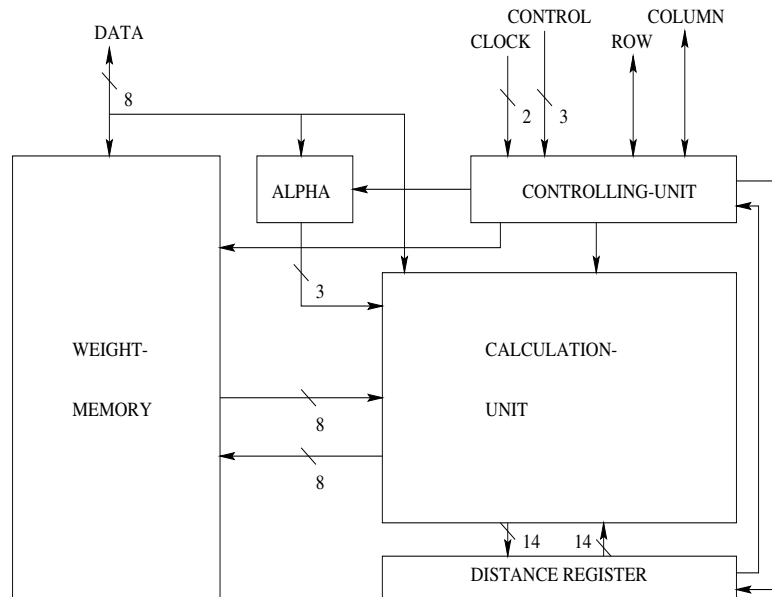 COLUMN
CONTROL
DATA
CLOCK
ROW
8
2
3
ALPHA
CONTROLLING-UNIT
3
WEIGHT-
MEMORY
CALCULATION-
UNIT
8
8
14
14
DISTANCE REGISTER